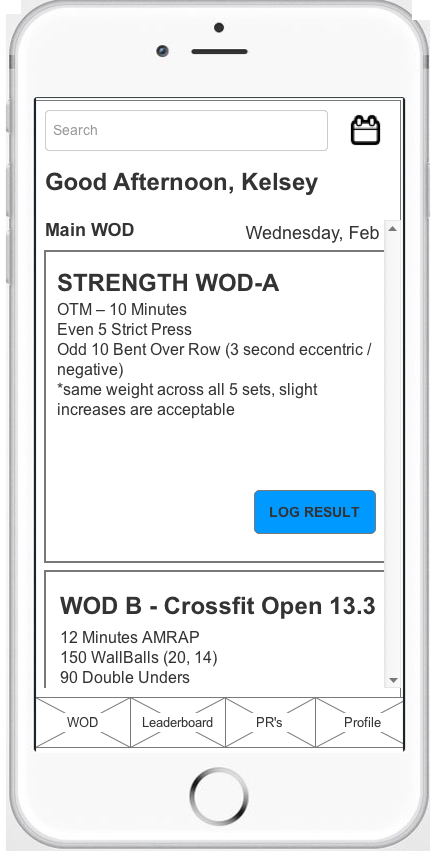 Search
Good Afternoon, Kelsey
Main WOD
Wednesday, Feb
STRENGTH WOD-A
OTM – 10 Minutes
Even 5 Strict Press
Odd 10 Bent Over Row (3 second eccentric /
negative)
*same weight across all 5 sets, slight
increases are acceptable
LOG RESULT
WOD B - Crossfit Open 13.3
12 Minutes AMRAP
150 WallBalls (20, 14)
90 Double Unders
WOD
Leaderboard
PR's
Profile